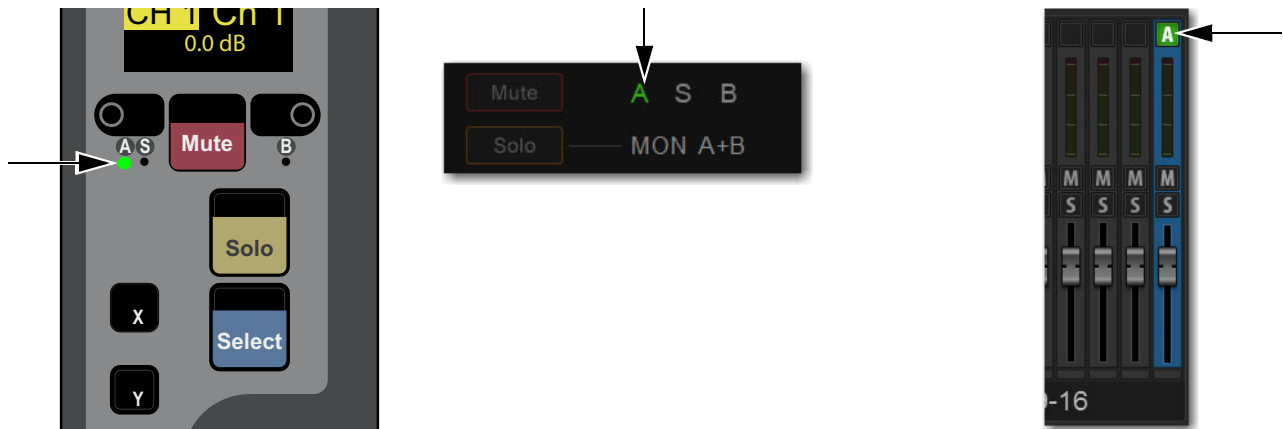 CH 1 Ch 1
0.0 dB
A S
Mute
B
Solo
X
Select
Y
Mute A S B
Solo MON A+B
A
M M M
S S S S
-16